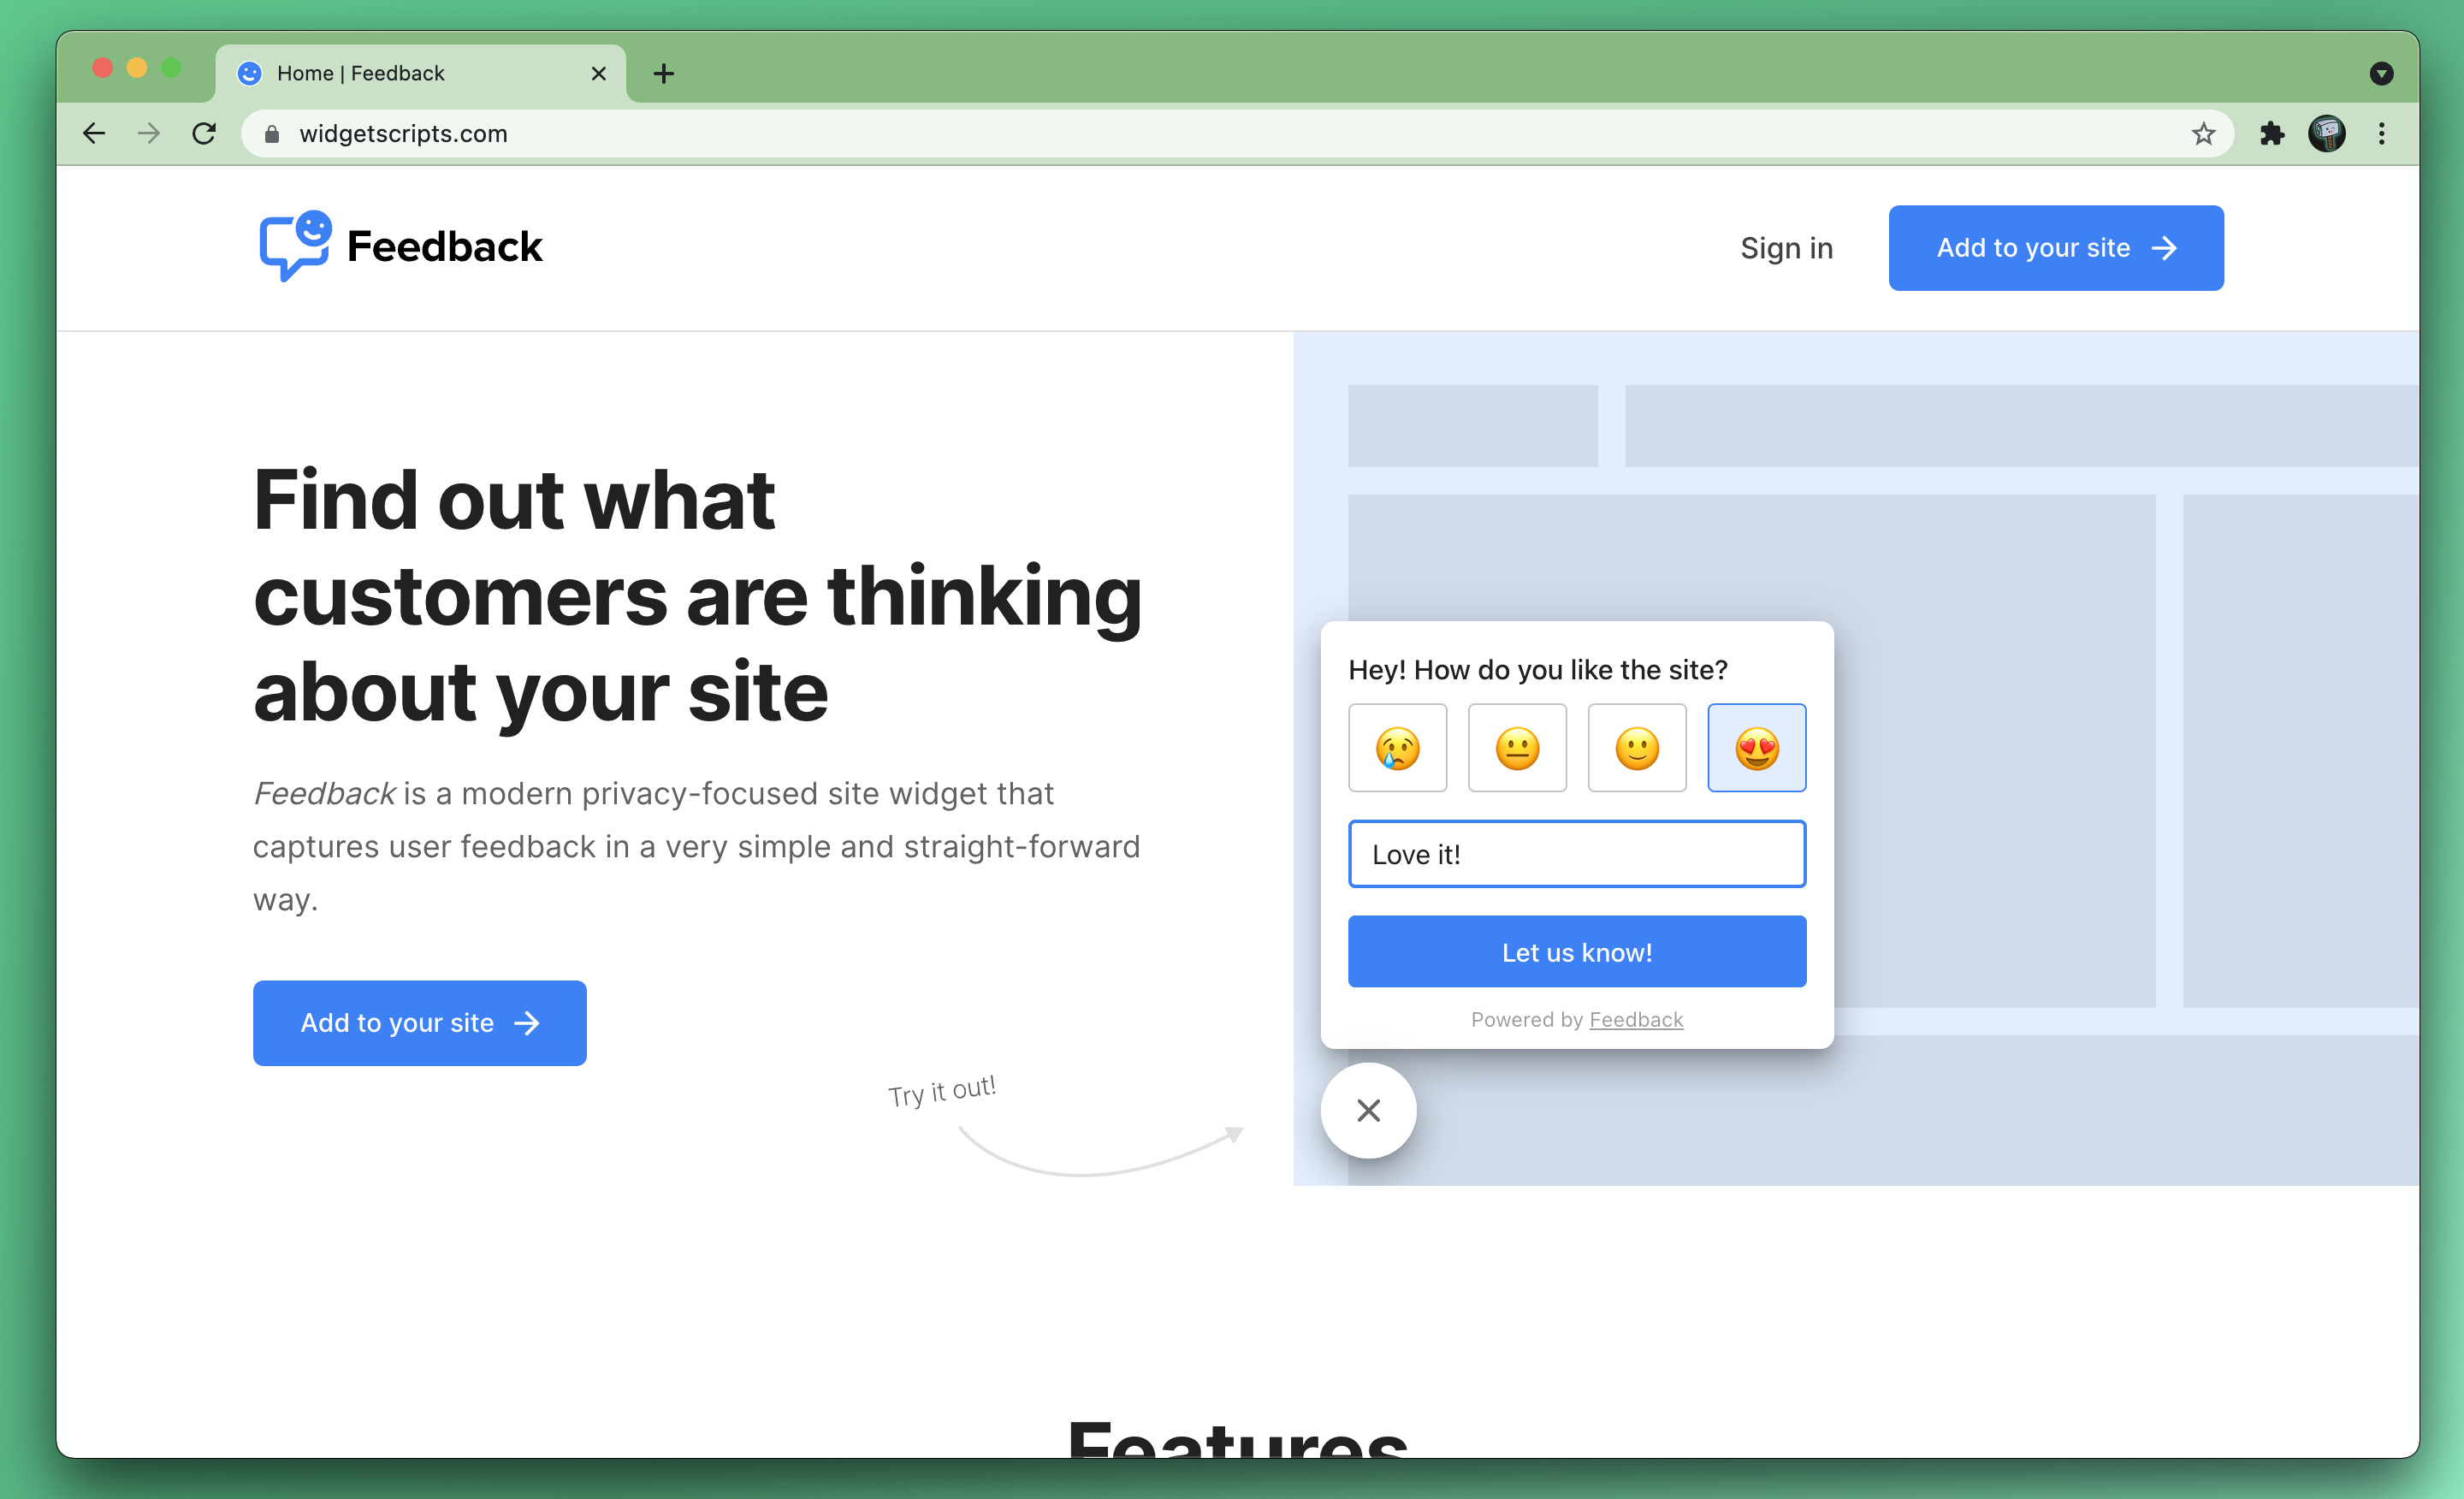 Home | Feedback
widgetscripts.com
Feedback
Sign in
Add to your site
Find out what
customers are thinking
about your site
Feedback is a modern privacy-focused site widget that
captures user feedback in a very simple and straight-forward
way.
Add to your site
Try it out!
Hey! How do you like the site?
Love it!
Let us know!
Powered by Feedback
Features